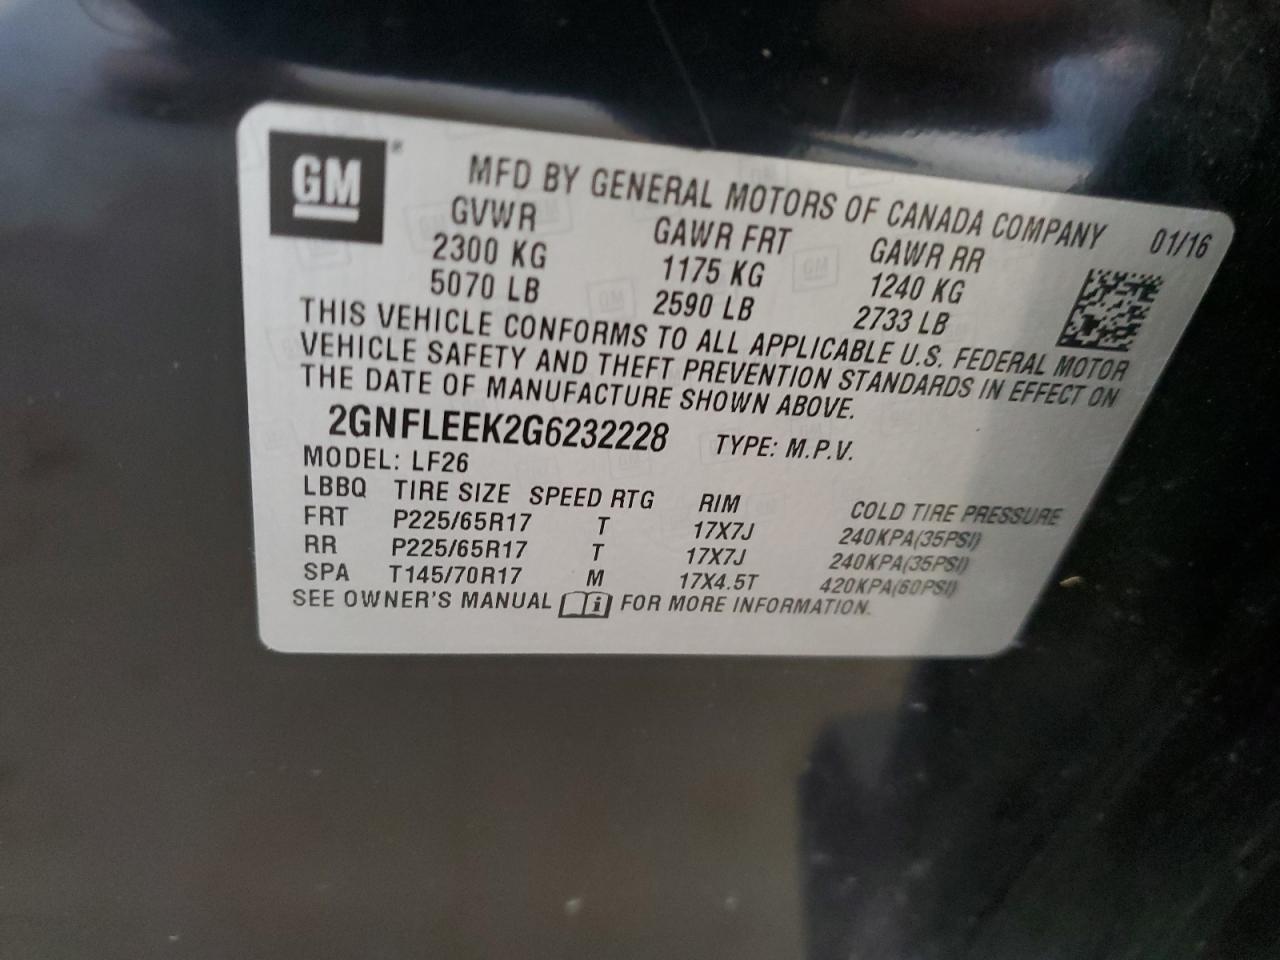 GM®
MFD BY GENERAL MOTORS OF CANADA COMPANY 01/16
GVWR GAWR FRT GAWR RR
2300 KG 1175 KG 1240 KG
5070 LB 2590 LB 2733 LB
THIS VEHICLE CONFORMS TO ALL APPLICABLE U.S. FEDERAL MOTOR
VEHICLE SAFETY AND THEFT PREVENTION STANDARDS IN EFFECT ON
THE DATE OF MANUFACTURE SHOWN ABOVE.
2GNFLEEK2G6232228 TYPE: M.P.V.
MODEL: LF26
LBBQ TIRE SIZE SPEED RTG RIM COLD TIRE PRESSURE
FRT P225/65R17 T 17X7J 240KPA(35PSI)
RR P225/65R17 T 17X7J 240KPA(35PSI)
SPA T145/70R17 M 17X4.5T 420KPA(60PSI)
SEE OWNER'S MANUAL i FOR MORE INFORMATION.